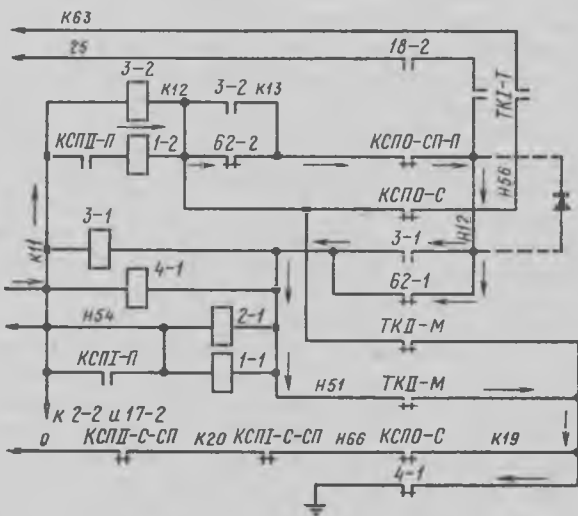 К63
25
18-2
3-2
К12
3-2
К13
ТКI-Т
КСПII-П
1-2
62-2
КСПО-СП-П
КСПО-С
Н56
К11
3-1
3-1
Н12
4-1
62-1
Н54
2-1
ТКII-М
КСПI-П
1-1
Н51
ТКII-М
К 2-2 и 17-2
0
КСПII-С-СП
К20
КСПI-С-СП
Н66
КСПО-С
К19
4-1